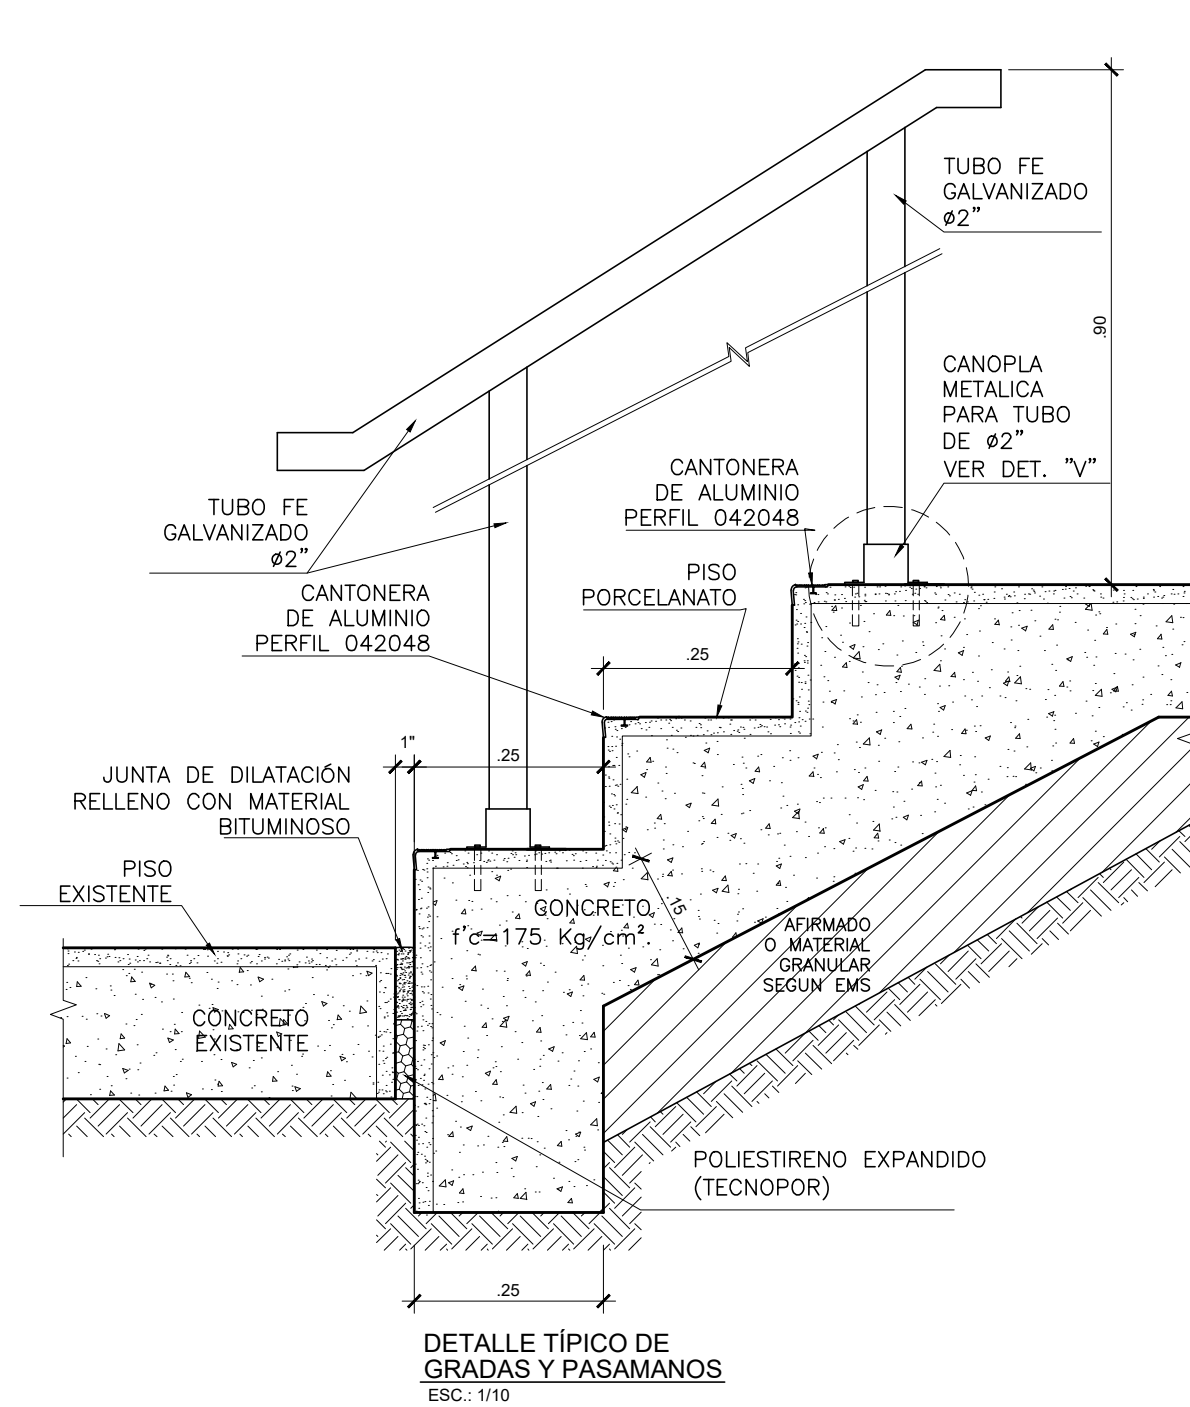 TUBO FE
GALVANIZADO
ø2"
.90
CANOPLA
METALICA
PARA TUBO
DE ø2"
VER DET. "V"
CANTONERA
DE ALUMINIO
PERFIL 042048
TUBO FE
GALVANIZADO
ø2"
PISO
PORCELANATO
CANTONERA
DE ALUMINIO
PERFIL 042048
.25
1"
.25
JUNTA DE DILATACIÓN
RELLENO CON MATERIAL
BITUMINOSO
PISO
EXISTENTE
.15
CONCRETO
f'c=175 Kg/cm².
AFIRMADO
O MATERIAL
GRANULAR
SEGUN EMS
CONCRETO
EXISTENTE
POLIESTIRENO EXPANDIDO
(TECNOPOR)
.25
DETALLE TÍPICO DE
GRADAS Y PASAMANOS
ESC.: 1/10